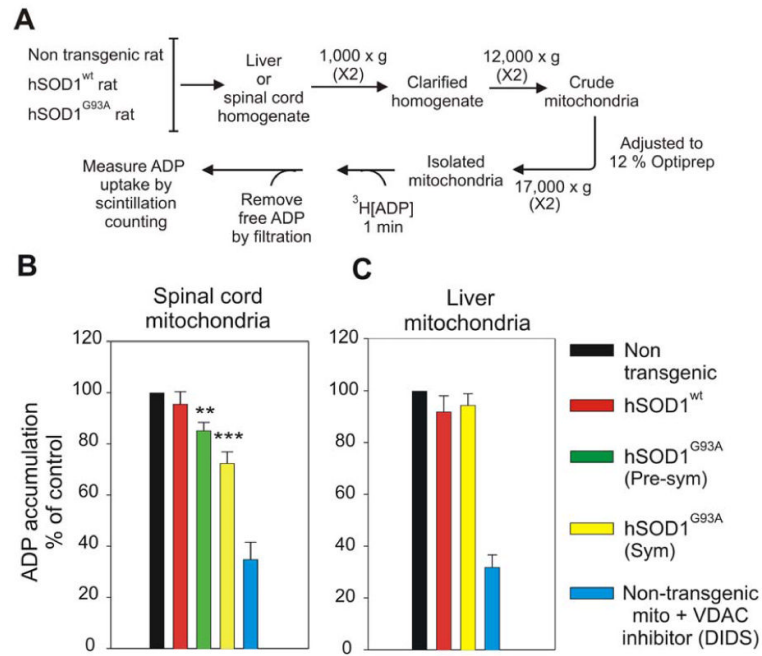 A
Non transgenic rat
hSOD1wt rat
hSOD1G93A rat
Liver
or
spinal cord
homogenate
1,000 x g
(X2)
Clarified
homogenate
12,000 x g
(X2)
Crude
mitochondria
Adjusted to
12 % Optiprep
17,000 x g
(X2)
Isolated
mitochondria
3H[ADP]
1 min
Remove
free ADP
by filtration
Measure ADP
uptake by
scintillation
counting
B
Spinal cord
mitochondria
ADP accumulation
% of control
120
100
80
60
40
20
0
**
***
C
Liver
mitochondria
120
100
80
60
40
20
0
Non
transgenic
hSOD1wt
hSOD1G93A
(Pre-sym)
hSOD1G93A
(Sym)
Non-transgenic
mito + VDAC
inhibitor (DIDS)